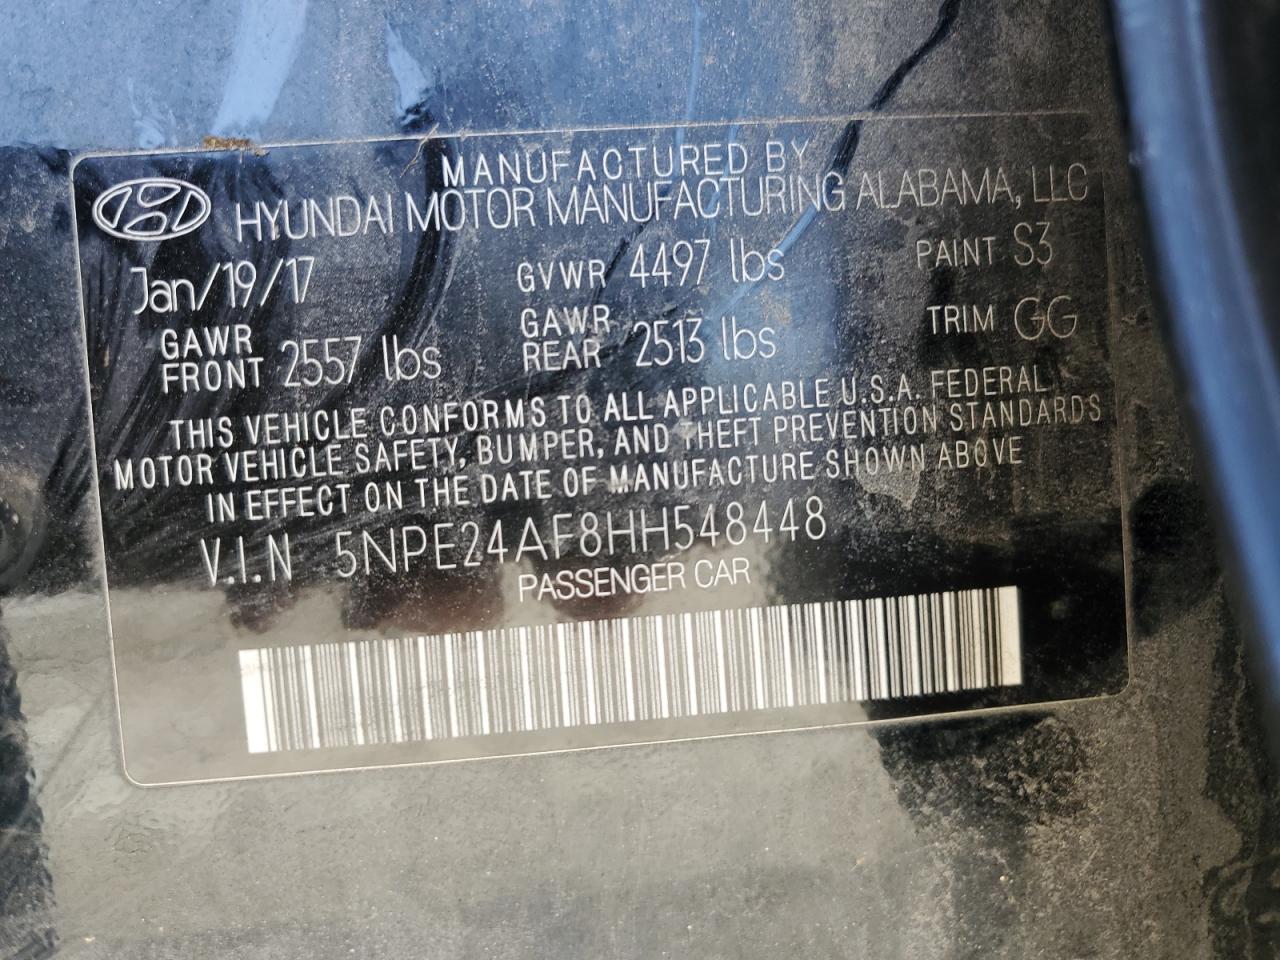 MANUFACTURED BY
HYUNDAI MOTOR MANUFACTURING ALABAMA, LLC
Jan/19/17 GVWR 4497 lbs PAINT S3
GAWR FRONT 2557 lbs GAWR REAR 2513 lbs TRIM GG
THIS VEHICLE CONFORMS TO ALL APPLICABLE U.S.A. FEDERAL
MOTOR VEHICLE SAFETY, BUMPER, AND THEFT PREVENTION STANDARDS
IN EFFECT ON THE DATE OF MANUFACTURE SHOWN ABOVE
V.I.N 5NPE24AF8HH548448
PASSENGER CAR